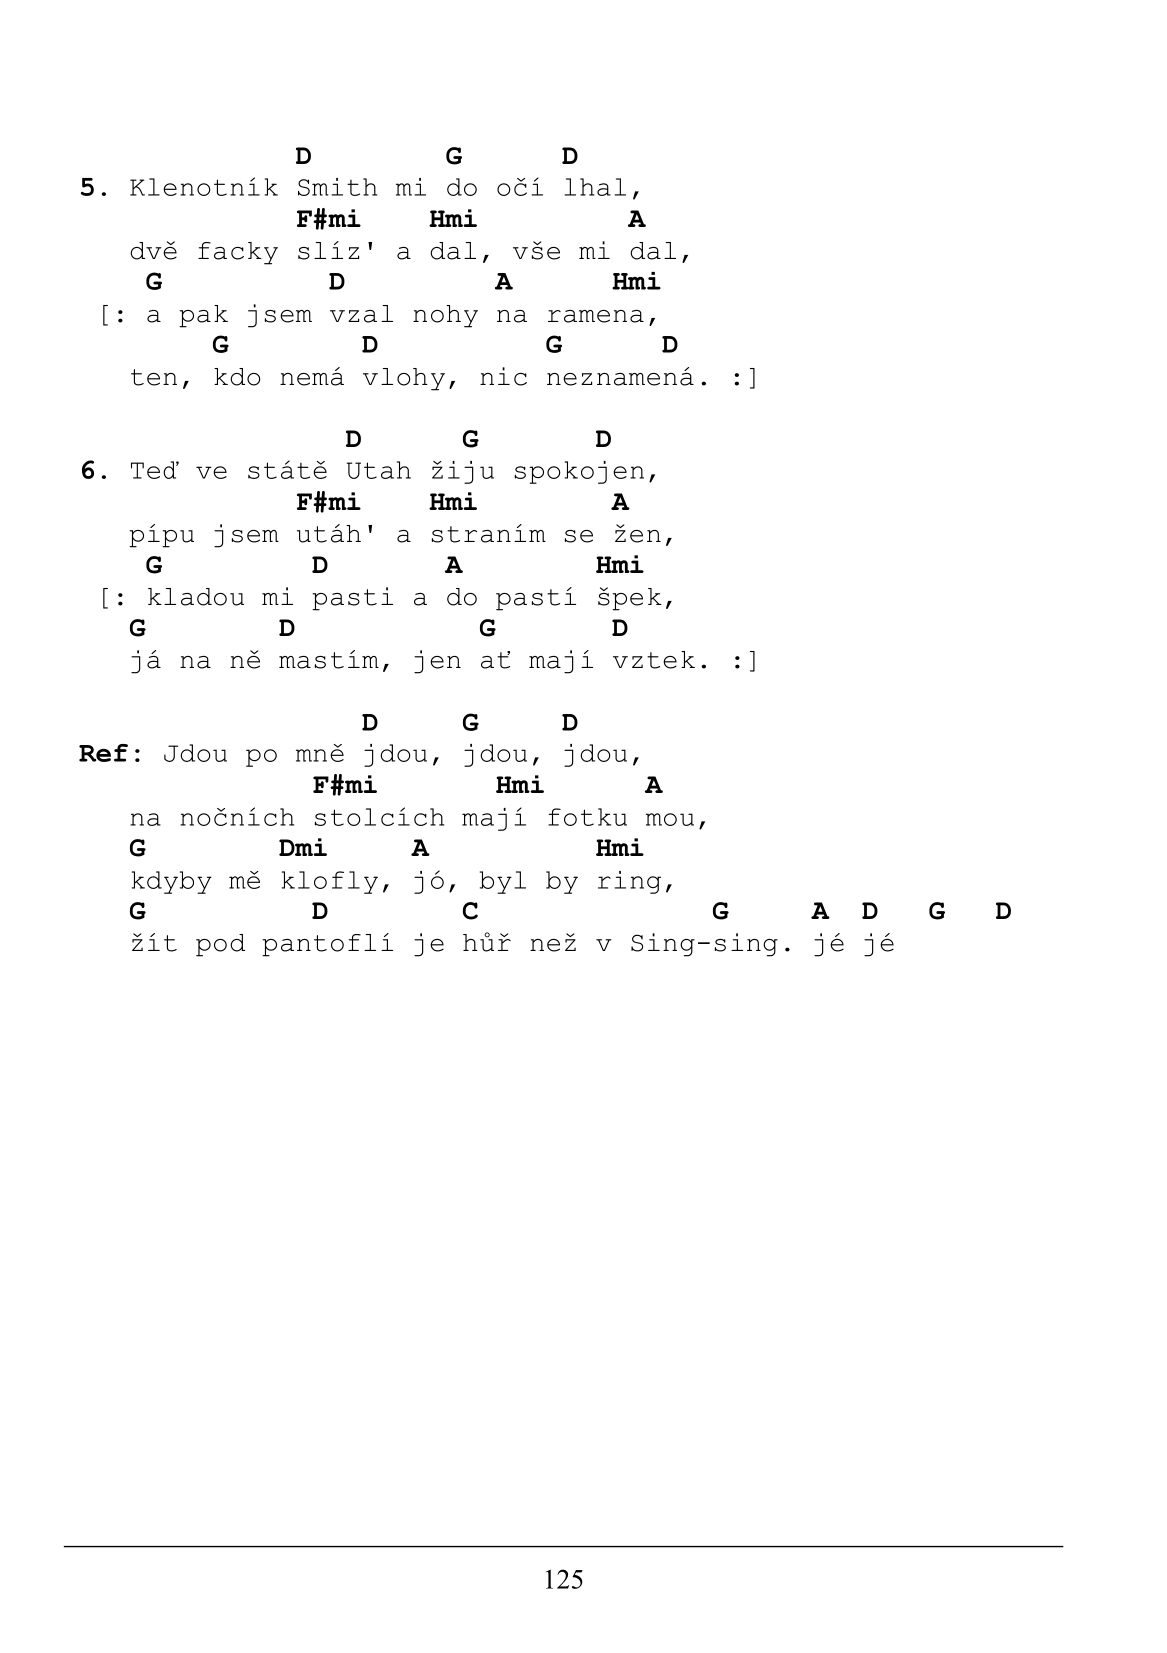 D        G      D
5. Klenotník Smith mi do očí lhal,
             F#mi    Hmi         A
   dvě facky slíz' a dal, vše mi dal,
    G          D         A      Hmi
 [: a pak jsem vzal nohy na ramena,
        G        D          G      D
   ten, kdo nemá vlohy, nic neznamená. :]

                D      G       D
6. Teď ve státě Utah žiju spokojen,
             F#mi    Hmi        A
   pípu jsem utáh' a straním se žen,
    G         D       A        Hmi
 [: kladou mi pasti a do pastí špek,
   G        D           G       D
   já na ně mastím, jen ať mají vztek. :]

                 D     G     D
Ref: Jdou po mně jdou, jdou, jdou,
              F#mi       Hmi      A
   na nočních stolcích mají fotku mou,
   G        Dmi     A          Hmi
   kdyby mě klofly, jó, byl by ring,
   G          D        C              G     A  D   G   D
   žít pod pantoflí je hůř než v Sing-sing. jé jé

125